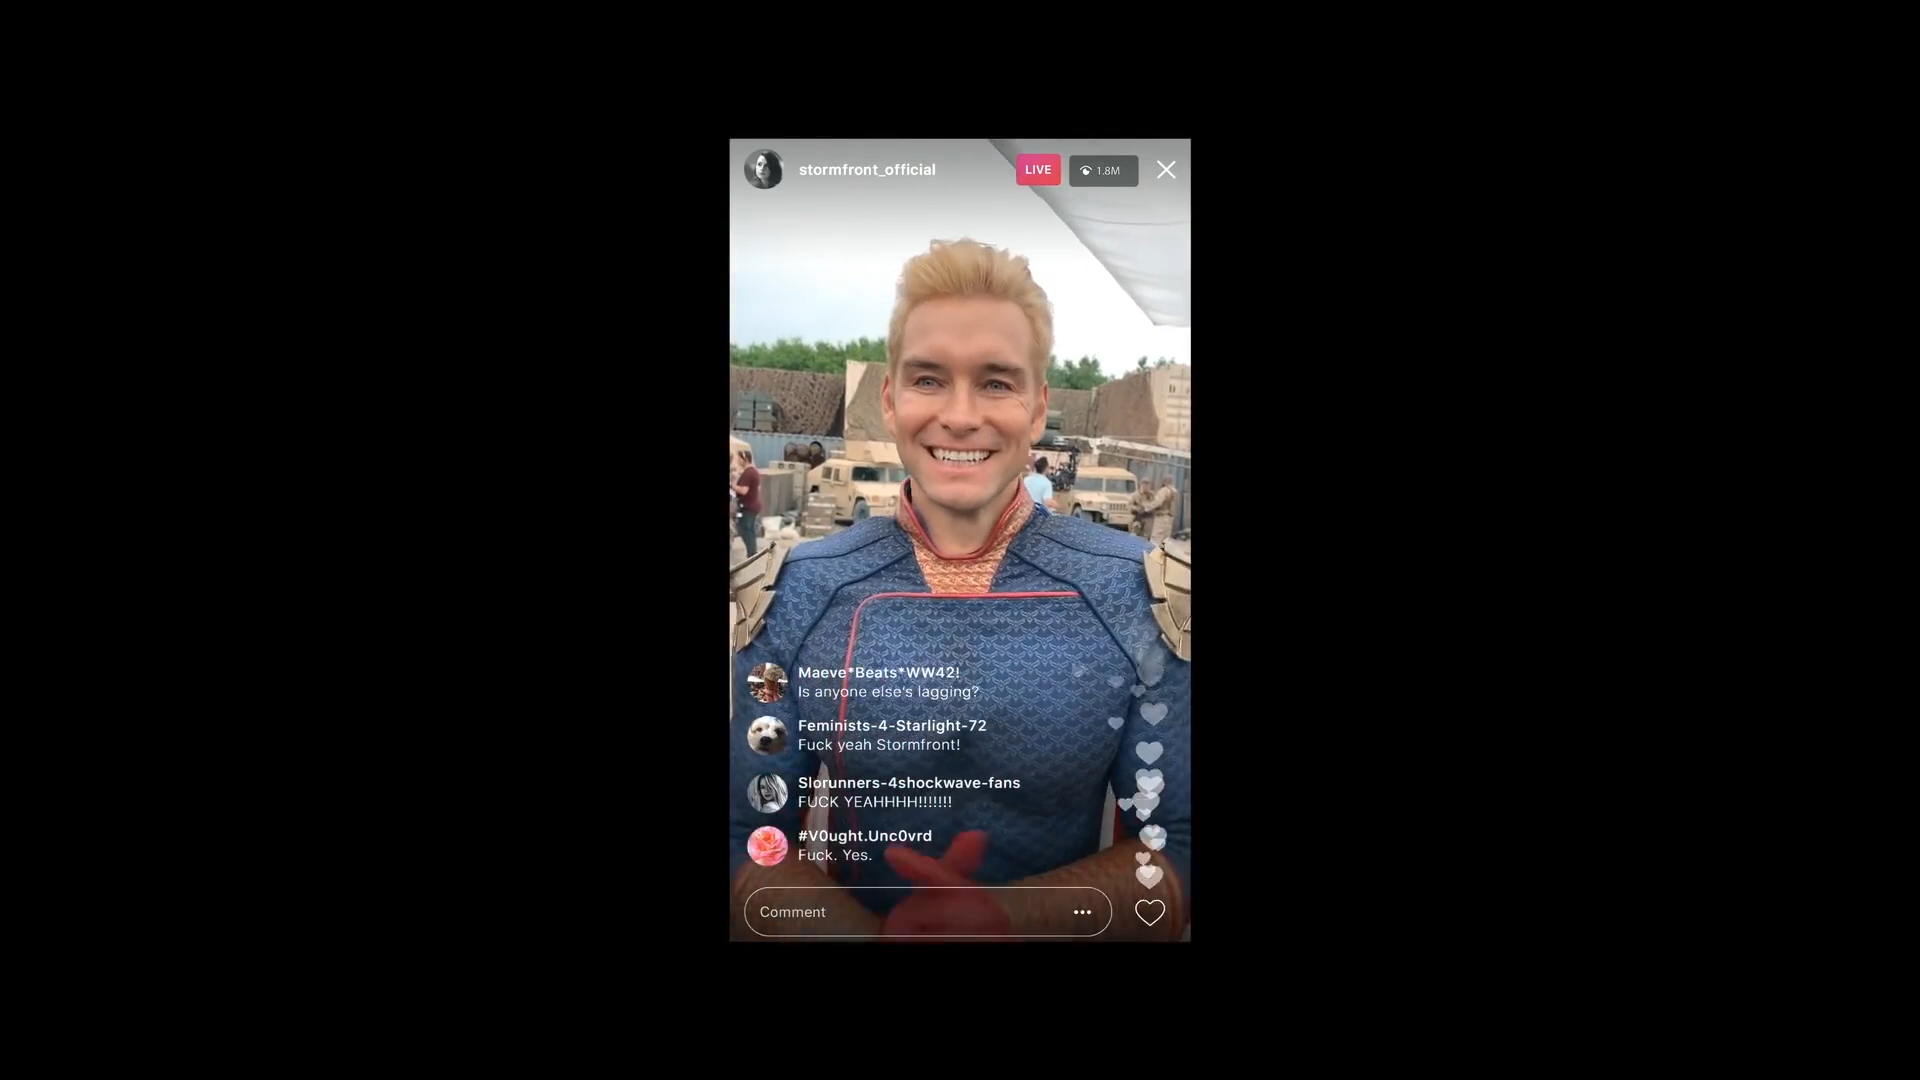 stormfront_official
LIVE
1.8M
Maeve*Beats*WW42!
Is anyone else's lagging?
Feminists-4-Starlight-72
Fuck yeah Stormfront!
Slorunners-4shockwave-fans
FUCK YEAHHHH!!!!!!!
#V0ught.Unc0vrd
Fuck. Yes.
Comment